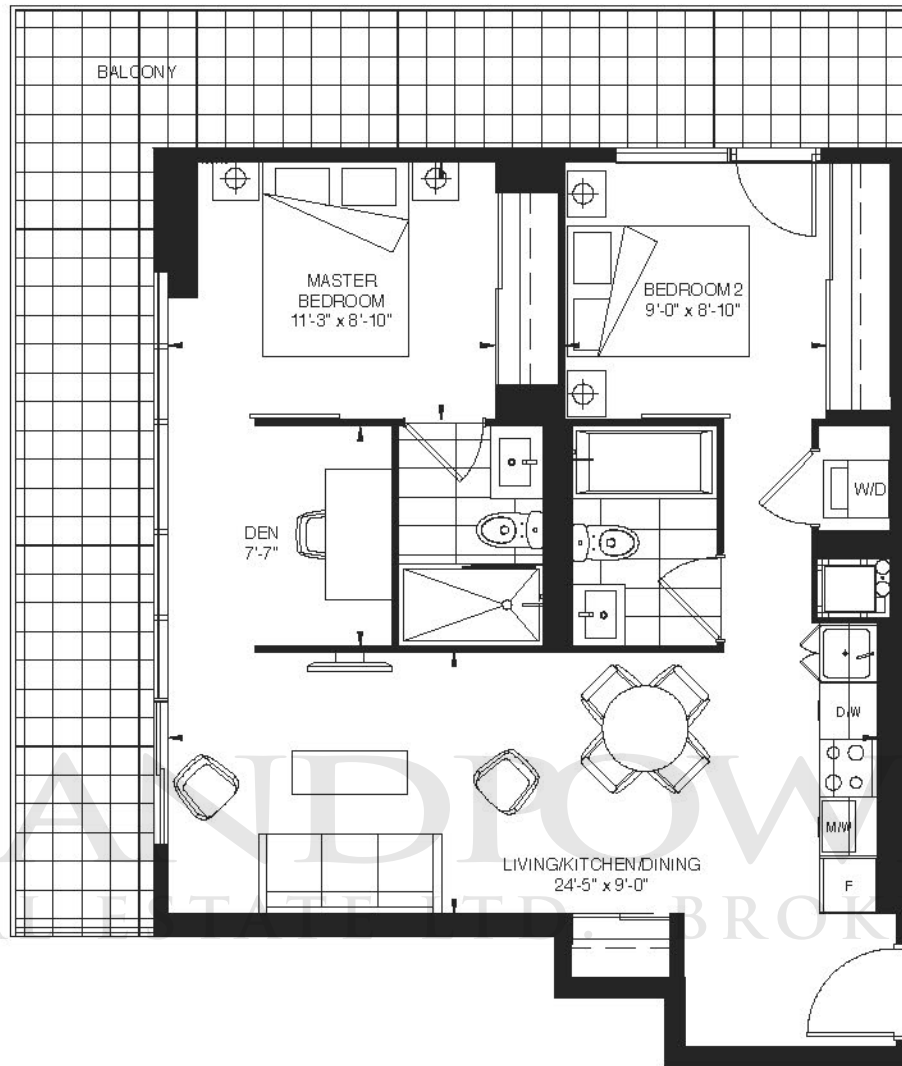 BALCONY
MASTER
BEDROOM
11'-3" x 8'-10"
BEDROOM 2
9'-0" x 8'-10"
W/D
DEN
7'-7"
D/W
M/W
LIVING/KITCHEN/DINING
24'-5" x 9'-0"
F
ANDPOW
ESTATE LTD. BROK